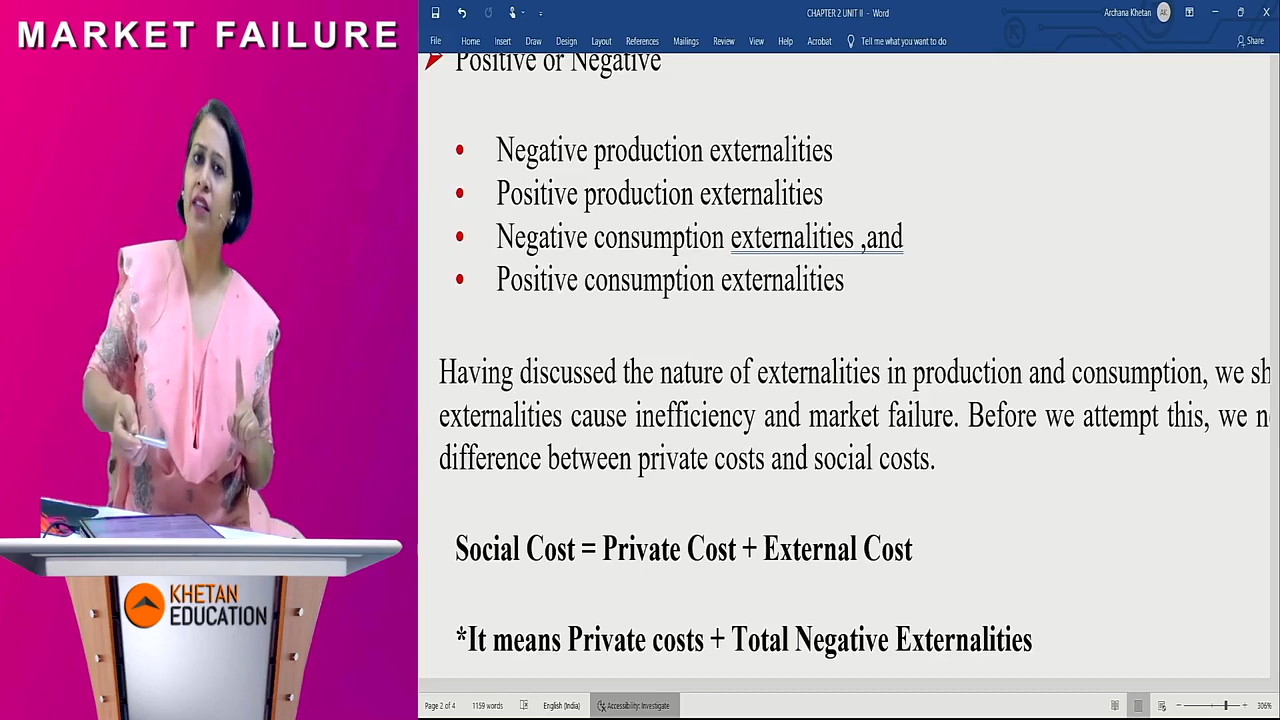 MARKET FAILURE
CHAPTER 2 UNIT II - Word
Archana Khetan
AK
File Home Insert Draw Design Layout References Mailings Review View Help Acrobat Tell me what you want to do
Share
Positive or Negative
• Negative production externalities
• Positive production externalities
• Negative consumption externalities ,and
• Positive consumption externalities
Having discussed the nature of externalities in production and consumption, we sh
externalities cause inefficiency and market failure. Before we attempt this, we n
difference between private costs and social costs.
Social Cost = Private Cost + External Cost
*It means Private costs + Total Negative Externalities
KHETAN
EDUCATION
Page 2 of 4 1159 words English (India) Accessibility: Investigate 306%